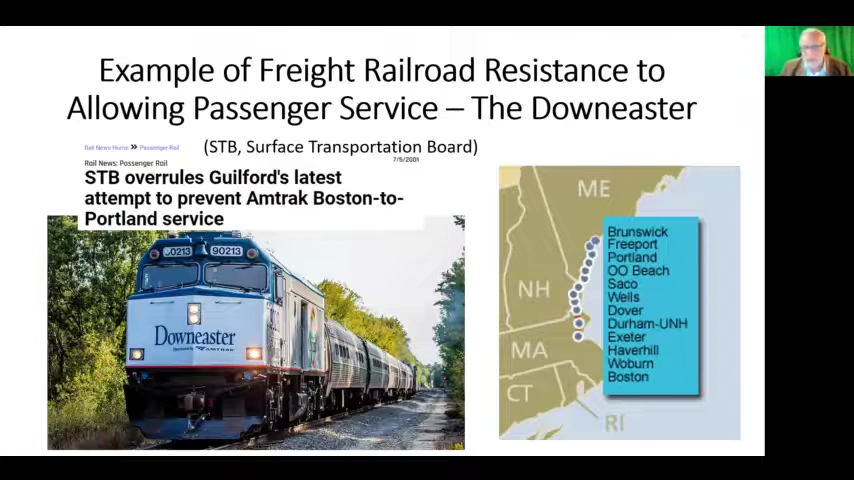 Example of Freight Railroad Resistance to
Allowing Passenger Service – The Downeaster
(STB, Surface Transportation Board)
Rail News Home » Passenger Rail
7/5/2001
Rail News: Passenger Rail
STB overrules Guilford's latest
attempt to prevent Amtrak Boston-to-
Portland service
90213
Downeaster
AMTRAK
ME
NH
MA
CT
RI
Brunswick
Freeport
Portland
OO Beach
Saco
Wells
Dover
Durham-UNH
Exeter
Haverhill
Woburn
Boston